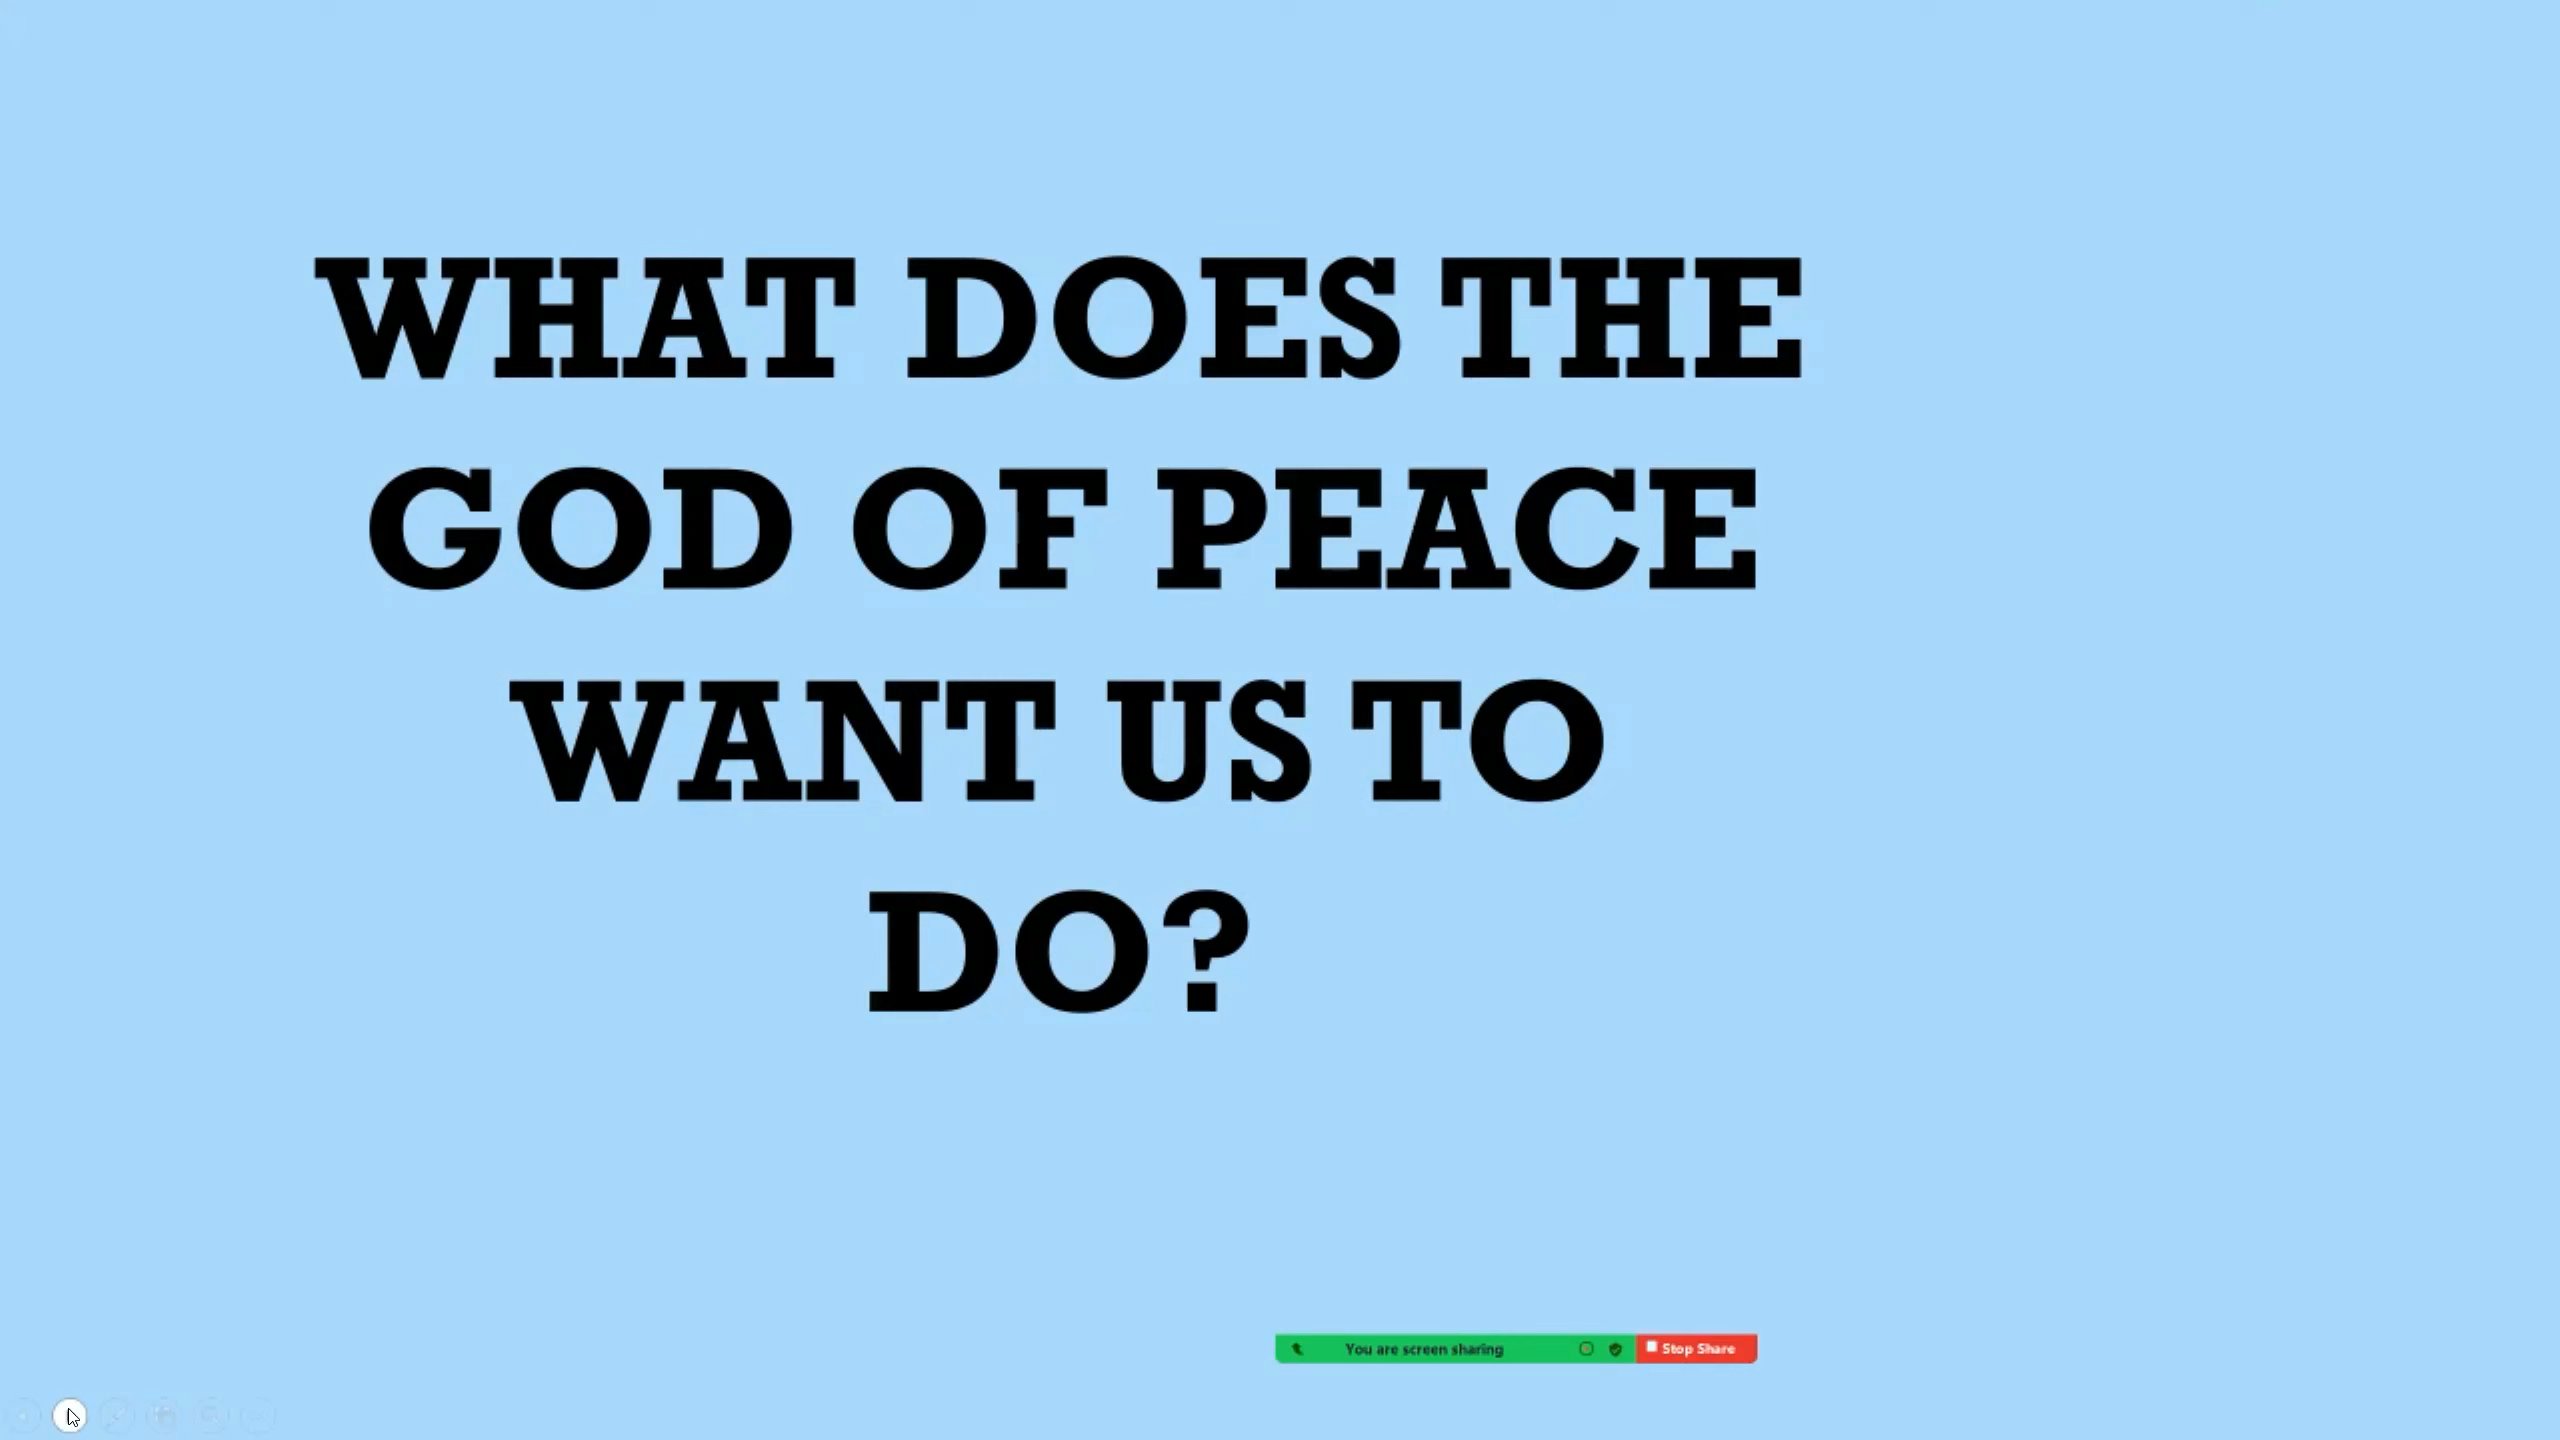 WHAT DOES THE
GOD OF PEACE
WANT US TO
DO?
You are screen sharing
Stop Share